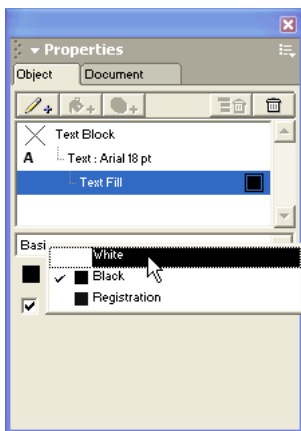 Properties
Object Document
Text Block
A Text : Arial 18 pt
Text Fill
Basi
White
Black
Registration